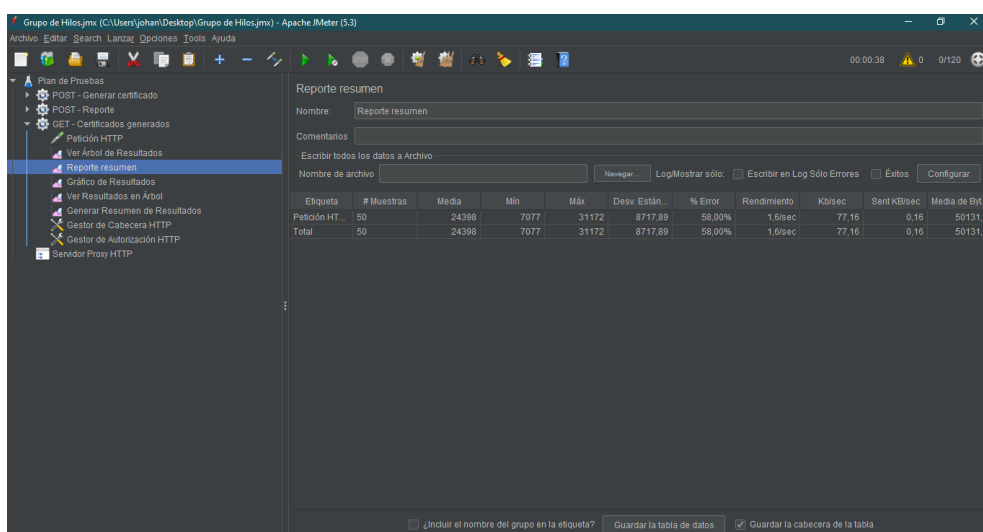 Grupo de Hilos.jmx (C:\Users\johan\Desktop\Grupo de Hilos.jmx) - Apache JMeter (5.3)
Archivo Editar Search Lanzar Opciones Tools Ayuda
00:00:38 0 0/120
Plan de Pruebas
POST - Generar certificado
POST - Reporte
GET - Certificados generados
Petición HTTP
Ver Árbol de Resultados
Reporte resumen
Gráfico de Resultados
Ver Resultados en Árbol
Generar Resumen de Resultados
Gestor de Cabecera HTTP
Gestor de Autorización HTTP
Servidor Proxy HTTP
Reporte resumen
Nombre: Reporte resumen
Comentarios
Escribir todos los datos a Archivo
Nombre de archivo Navegar... Log/Mostrar sólo: Escribir en Log Sólo Errores Éxitos Configurar
Etiqueta # Muestras Media Mín Máx Desv. Están... % Error Rendimiento Kb/sec Sent KB/sec Media de Byt
Petición HT... 50 24398 7077 31172 8717,89 58,00% 1,6/sec 77,16 0,16 50131,
Total 50 24398 7077 31172 8717,89 58,00% 1,6/sec 77,16 0,16 50131,
¿Incluir el nombre del grupo en la etiqueta? Guardar la tabla de datos Guardar la cabecera de la tabla